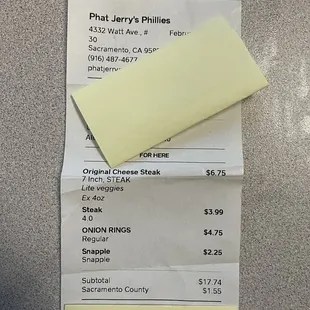 Phat Jerry's Phillies
4332 Watt Ave., #
30
Sacramento, CA
(916) 487-4677
FOR HERE
Original Cheese Steak $6.75
7 Inch, STEAK
Lite veggies
Ex 4oz
Steak $3.99
4.0
ONION RINGS $4.75
Regular
Snapple $2.25
Snapple
Subtotal $17.74
Sacramento County $1.55